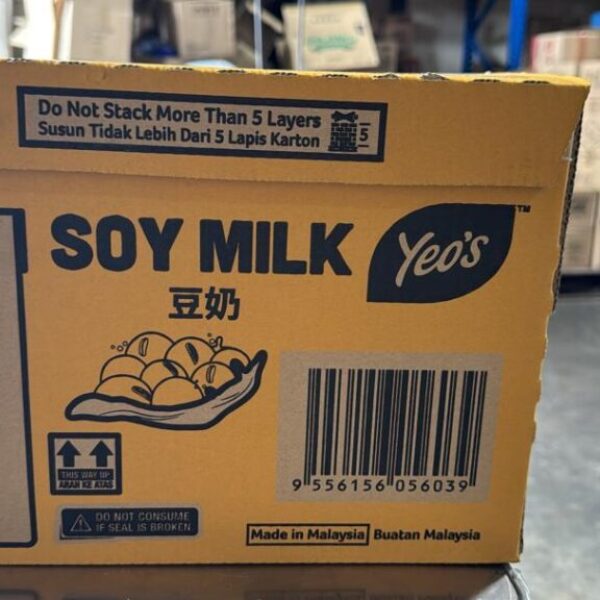 Do Not Stack More Than 5 Layers
Susun Tidak Lebih Dari 5 Lapis Karton
5
SOY MILK
Yeo's
TM
豆奶
THIS WAY UP
ARAH KE ATAS
DO NOT CONSUME
IF SEAL IS BROKEN
9 556156 056039
Made in Malaysia Buatan Malaysia